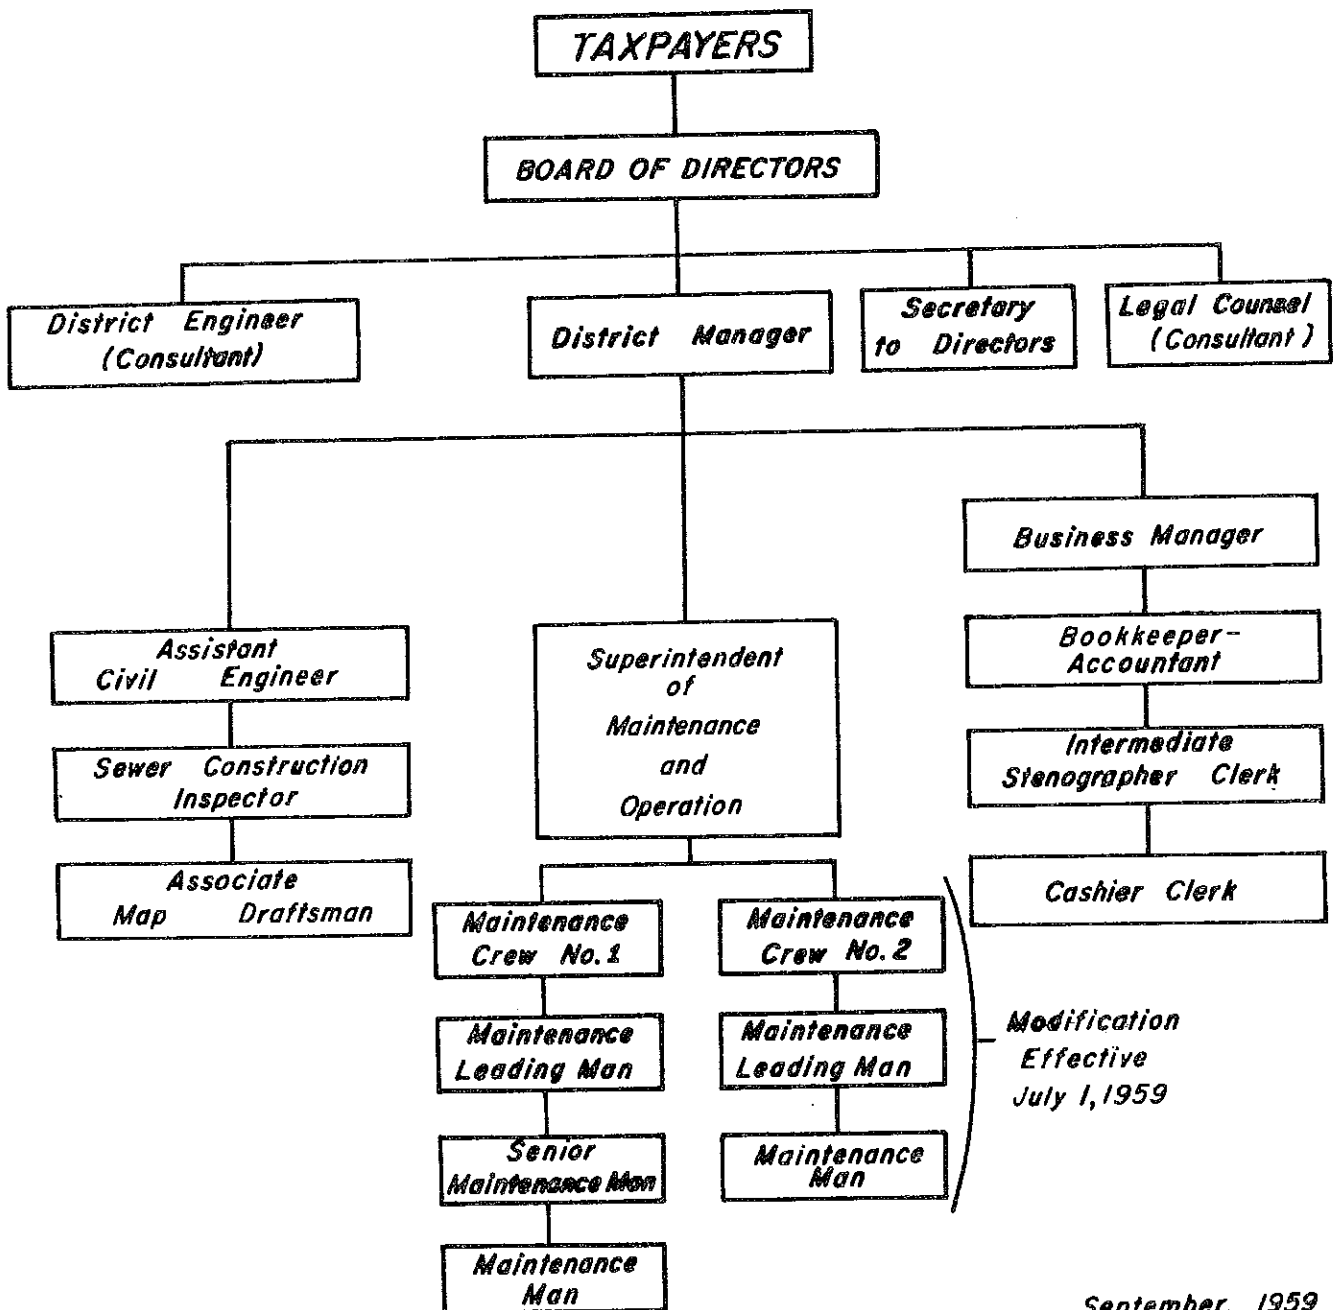 TAXPAYERS
BOARD OF DIRECTORS
District Engineer
(Consultant)
District Manager
Secretary
to Directors
Legal Counsel
(Consultant)
Assistant
Civil Engineer
Sewer Construction
Inspector
Associate
Map Draftsman
Superintendent
of
Maintenance
and
Operation
Business Manager
Bookkeeper-
Accountant
Intermediate
Stenographer Clerk
Cashier Clerk
Maintenance
Crew No. 1
Maintenance
Leading Man
Senior
Maintenance Man
Maintenance
Man
Maintenance
Crew No. 2
Maintenance
Leading Man
Maintenance
Man
Modification
Effective
July 1, 1959
September, 1959